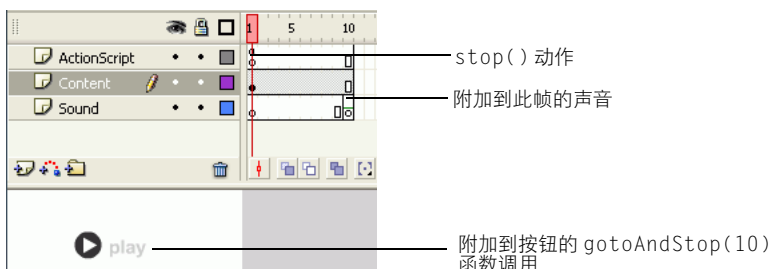 1 5 10
ActionScript
stop() 动作
Content
附加到此帧的声音
Sound
play
附加到按钮的 gotoAndStop(10)
函数调用